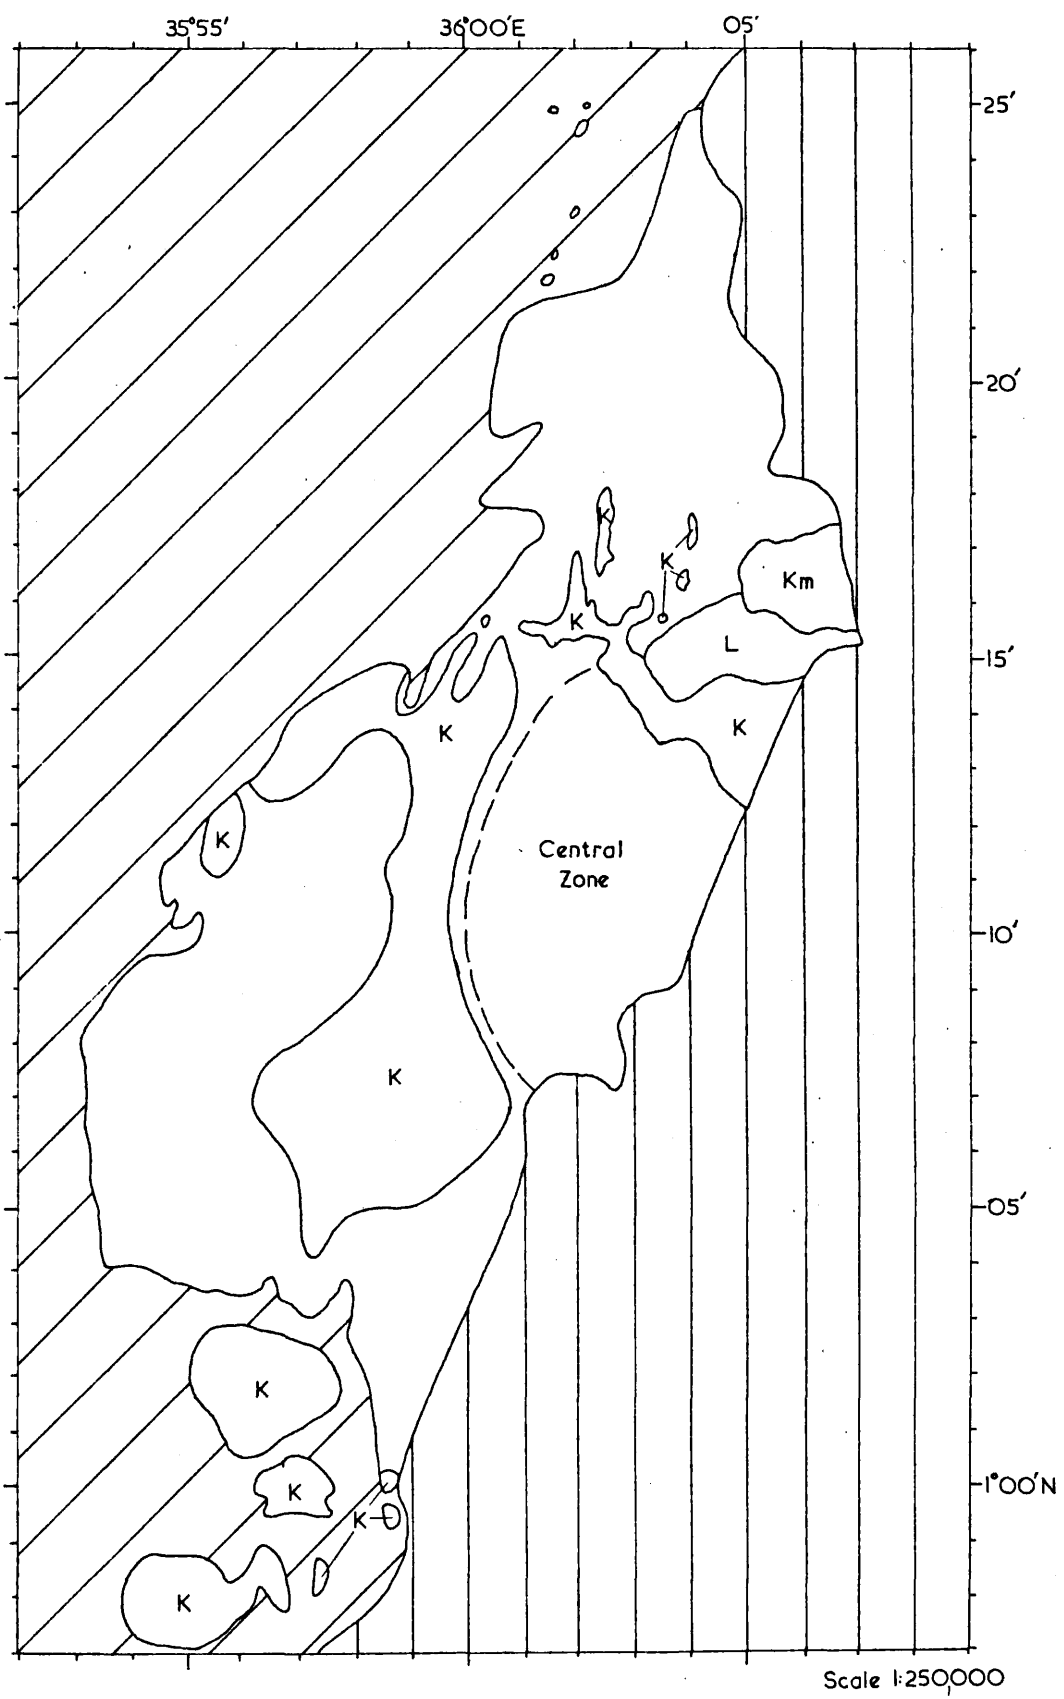 35°55′ 36°00′E 05′
25′
20′
K
K
Km
K
L
15′
K
K
K
Central
Zone
10′
K
05′
K
1°00′N
K
K
K
Scale 1:250,000